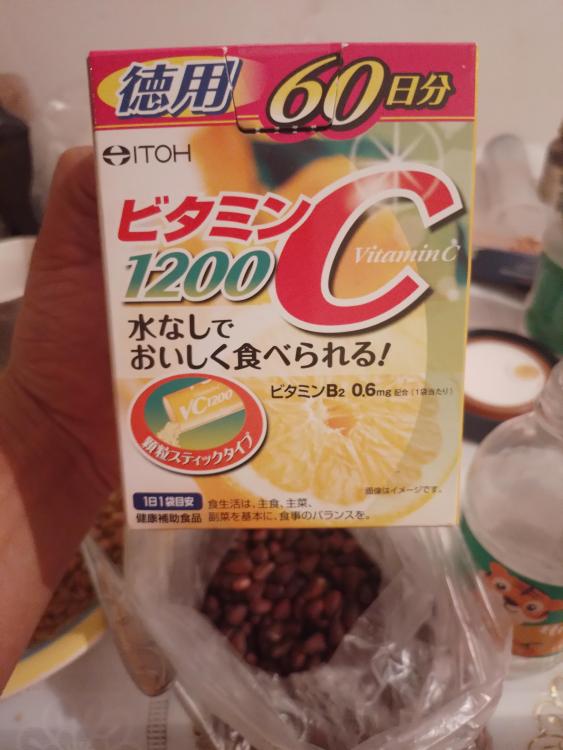 徳用 60日分
ITOH
ビタミンC
Vitamin C
1200
水なしで
おいしく食べられる!
ビタミンB2 0.6mg 配合(1袋当たり)
VC1200
顆粒スティックタイプ
画像はイメージです。
1日1袋目安
健康補助食品
食生活は、主食、主菜、
副菜を基本に、食事のバランスを。